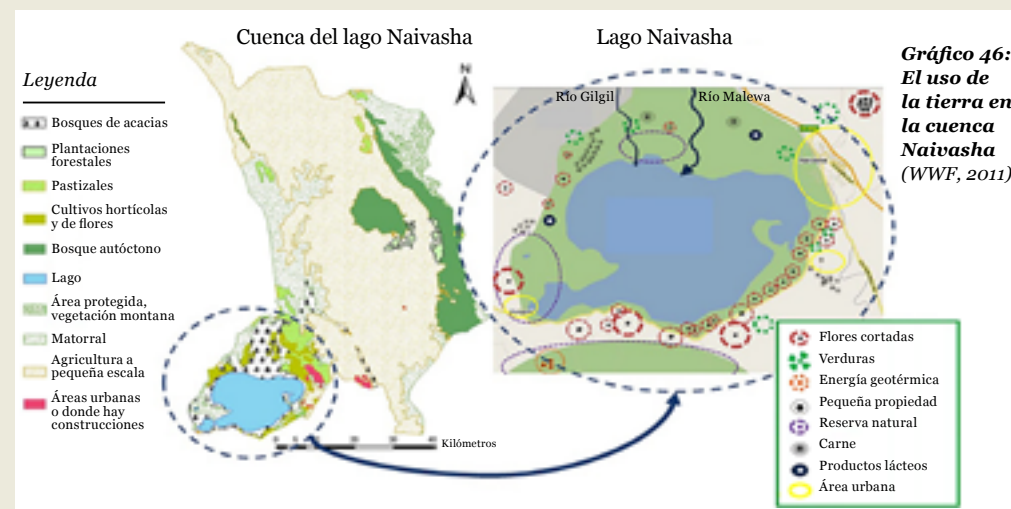 Cuenca del lago Naivasha
Lago Naivasha
Gráfico 46:
El uso de
la tierra en
la cuenca
Naivasha
(WWF, 2011)
Leyenda
Bosques de acacias
Plantaciones
forestales
Pastizales
Cultivos hortícolas
y de flores
Bosque autóctono
Lago
Área protegida,
vegetación montana
Matorral
Agricultura a
pequeña escala
Áreas urbanas
o donde hay
construcciones
N
Kilómetros
Río Gilgil
Río Malewa
Flores cortadas
Verduras
Energía geotérmica
Pequeña propiedad
Reserva natural
Carne
Productos lácteos
Área urbana